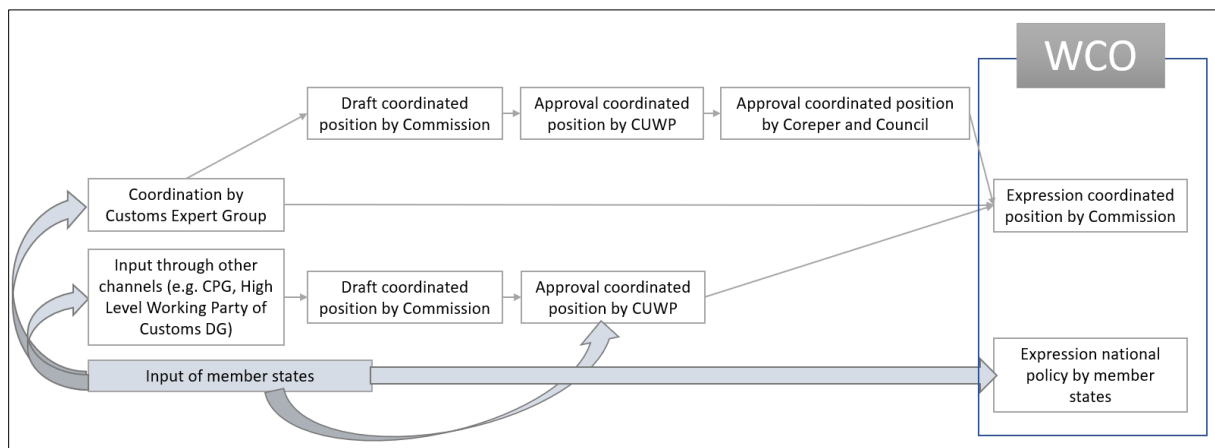 WCO
Draft coordinated
position by Commission
Approval coordinated
position by CUWP
Approval coordinated position
by Coreper and Council
Coordination by
Customs Expert Group
Expression coordinated
position by Commission
Input through other
channels (e.g. CPG, High
Level Working Party of
Customs DG)
Draft coordinated
position by Commission
Approval coordinated
position by CUWP
Input of member states
Expression national
policy by member
states